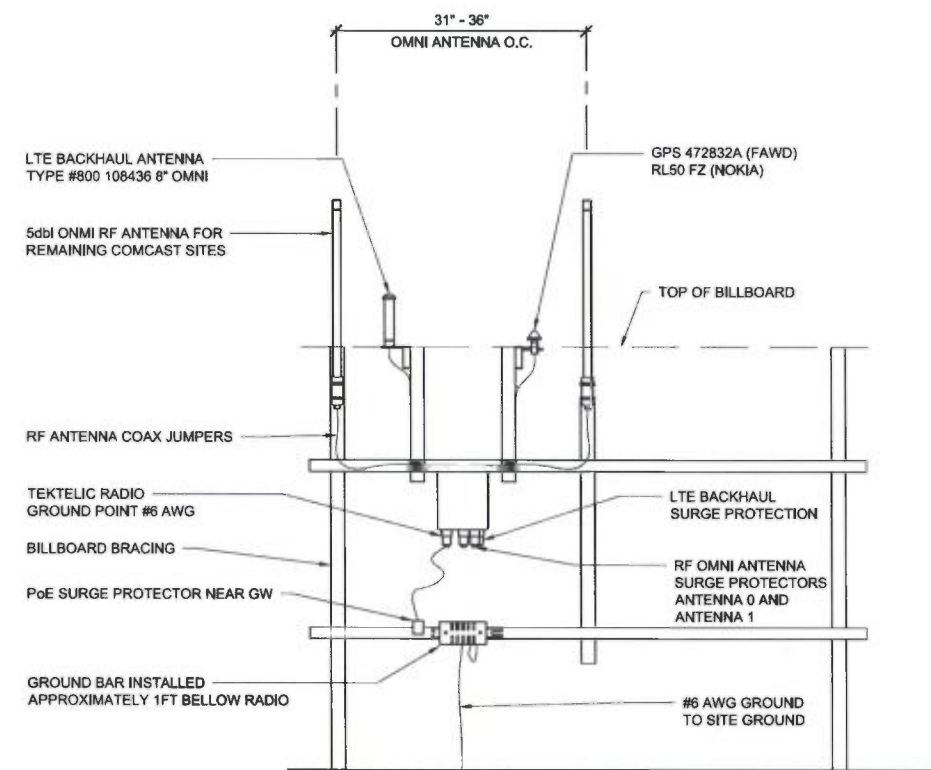 31" - 36"
OMNI ANTENNA O.C.
LTE BACKHAUL ANTENNA
TYPE #800 108436 8" OMNI
GPS 472832A (FAWD)
RL50 FZ (NOKIA)
5dbl ONMI RF ANTENNA FOR
REMAINING COMCAST SITES
TOP OF BILLBOARD
RF ANTENNA COAX JUMPERS
TEKTELIC RADIO
GROUND POINT #6 AWG
LTE BACKHAUL
SURGE PROTECTION
BILLBOARD BRACING
RF OMNI ANTENNA
SURGE PROTECTORS
ANTENNA 0 AND
ANTENNA 1
PoE SURGE PROTECTOR NEAR GW
GROUND BAR INSTALLED
APPROXIMATELY 1FT BELLOW RADIO
#6 AWG GROUND
TO SITE GROUND